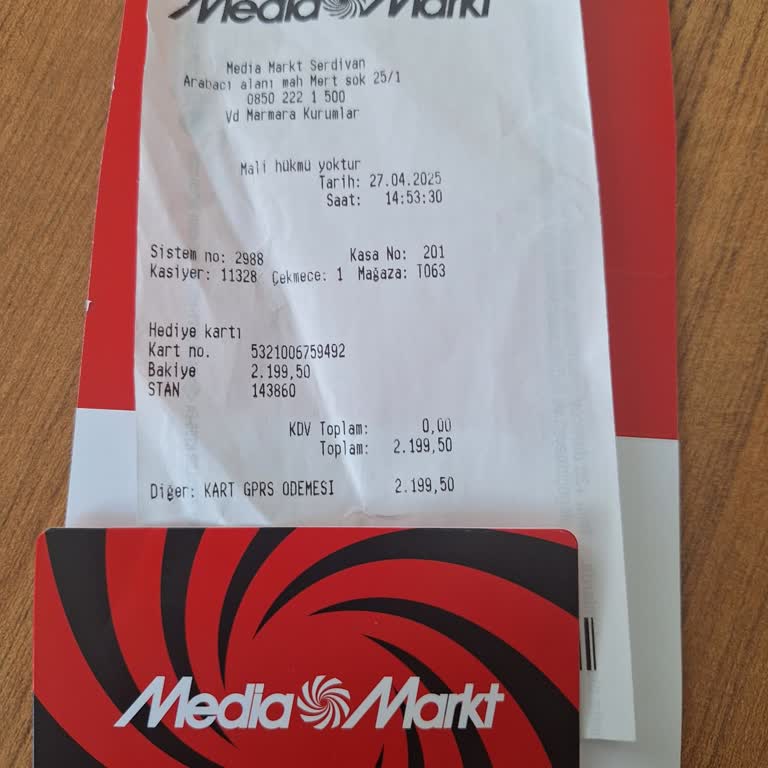 Media Markt
Media Markt Serdivan
Arabacı alanı mah Mert sok 25/1
0850 222 1 500
Vd Marmara Kurumlar
Mali hükmü yoktur
Tarih: 27.04.2025
Saat: 14:53:30
Sistem no: 2988 Kasa No: 201
Kasiyer: 11328 Çekmece: 1 Mağaza: T063
Hediye kartı
Kart no. 5321006759492
Bakiye 2.199,50
STAN 143860
KDV Toplam: 0,00
Toplam: 2.199,50
Diğer: KART GPRS ODEMESI 2.199,50
Media Markt